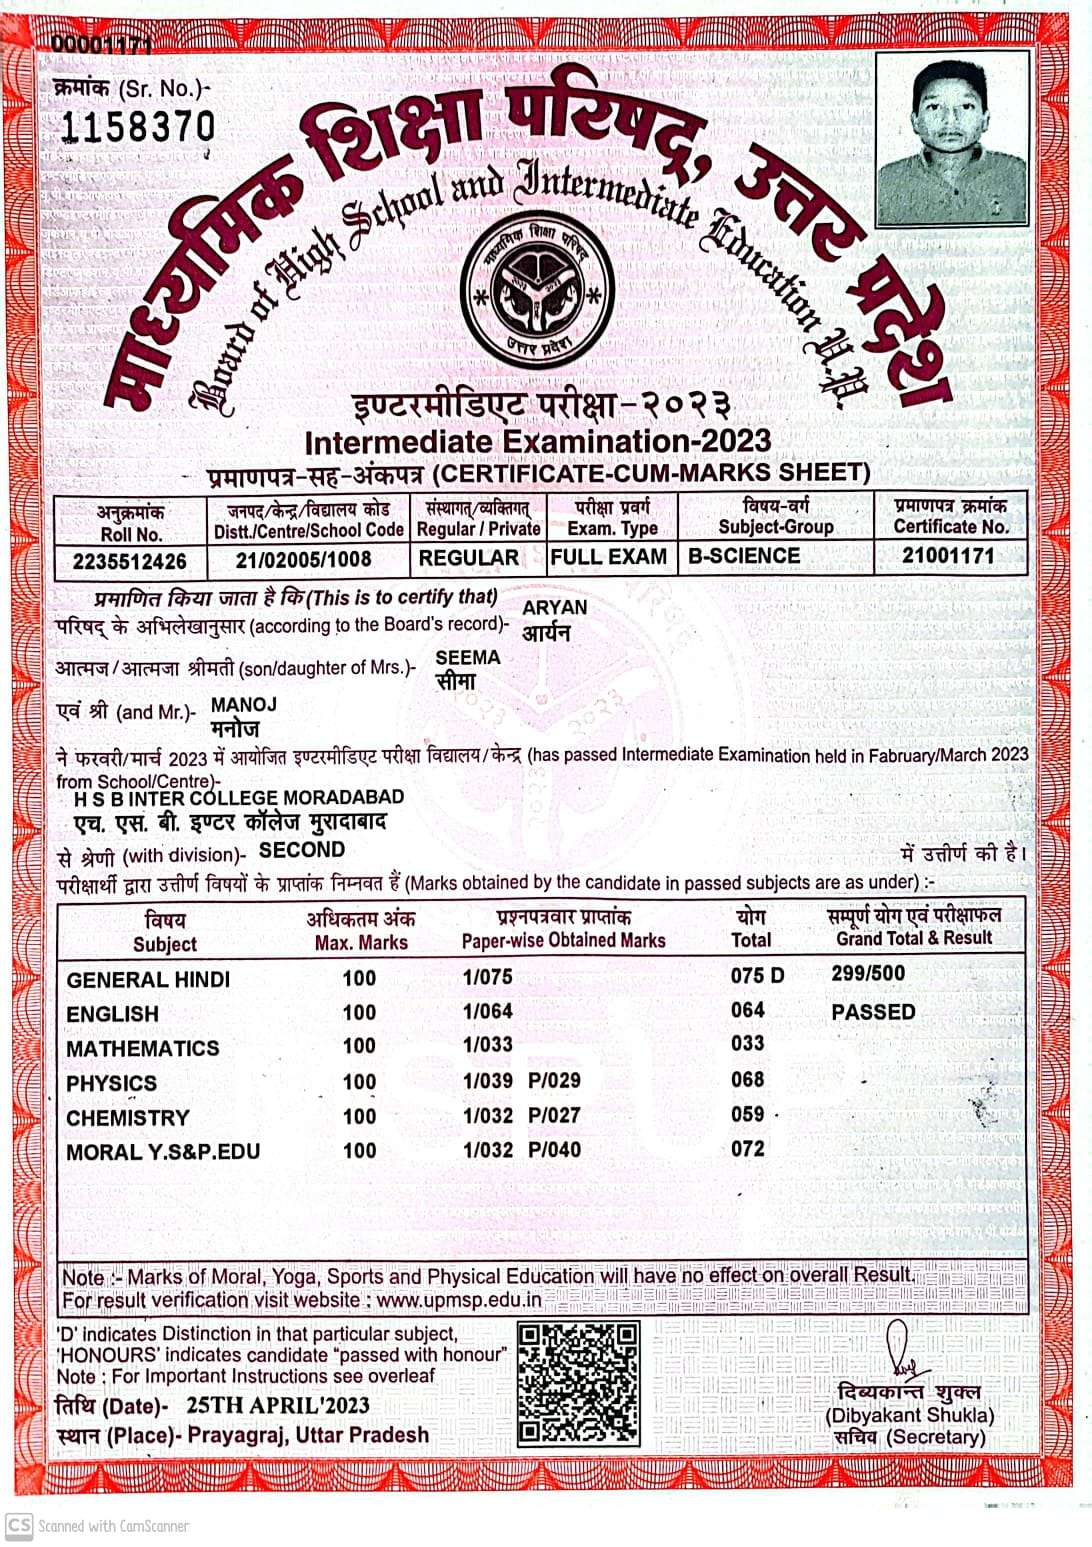 00001171
क्रमांक (Sr. No.)-
1158370
माध्यमिक शिक्षा परिषद्, उत्तर प्रदेश
Board of High School and Intermediate Education U.P.
माध्यमिक शिक्षा परिषद
उत्तर प्रदेश
इण्टरमीडिएट परीक्षा-२०२३
Intermediate Examination-2023
प्रमाणपत्र-सह-अंकपत्र (CERTIFICATE-CUM-MARKS SHEET)
अनुक्रमांक जनपद/केन्द्र/विद्यालय कोड संस्थागत/व्यक्तिगत परीक्षा प्रवर्ग विषय-वर्ग प्रमाणपत्र क्रमांक
Roll No. Distt./Centre/School Code Regular / Private Exam. Type Subject-Group Certificate No.
2235512426 21/02005/1008 REGULAR FULL EXAM B-SCIENCE 21001171
प्रमाणित किया जाता है कि (This is to certify that) ARYAN
परिषद् के अभिलेखानुसार (according to the Board's record)- आर्यन
आत्मज/आत्मजा श्रीमती (son/daughter of Mrs.)- SEEMA
सीमा
एवं श्री (and Mr.)- MANOJ
मनोज
ने फरवरी/मार्च 2023 में आयोजित इण्टरमीडिएट परीक्षा विद्यालय/केन्द्र (has passed Intermediate Examination held in Fabruary/March 2023
from School/Centre)-
H S B INTER COLLEGE MORADABAD
एच. एस. बी. इण्टर कॉलेज मुरादाबाद
से श्रेणी (with division)- SECOND में उत्तीर्ण की है।
परीक्षार्थी द्वारा उत्तीर्ण विषयों के प्राप्तांक निम्नवत हैं (Marks obtained by the candidate in passed subjects are as under) :-
विषय अधिकतम अंक प्रश्नपत्रवार प्राप्तांक योग सम्पूर्ण योग एवं परीक्षाफल
Subject Max. Marks Paper-wise Obtained Marks Total Grand Total & Result
GENERAL HINDI 100 1/075 075 D 299/500
ENGLISH 100 1/064 064 PASSED
MATHEMATICS 100 1/033 033
PHYSICS 100 1/039 P/029 068
CHEMISTRY 100 1/032 P/027 059
MORAL Y.S&P.EDU 100 1/032 P/040 072
Note :- Marks of Moral, Yoga, Sports and Physical Education will have no effect on overall Result.
For result verification visit website : www.upmsp.edu.in
'D' indicates Distinction in that particular subject,
'HONOURS' indicates candidate "passed with honour"
Note : For Important Instructions see overleaf
तिथि (Date)- 25TH APRIL'2023
स्थान (Place)- Prayagraj, Uttar Pradesh
दिब्यकान्त शुक्ल
(Dibyakant Shukla)
सचिव (Secretary)
CS Scanned with CamScanner